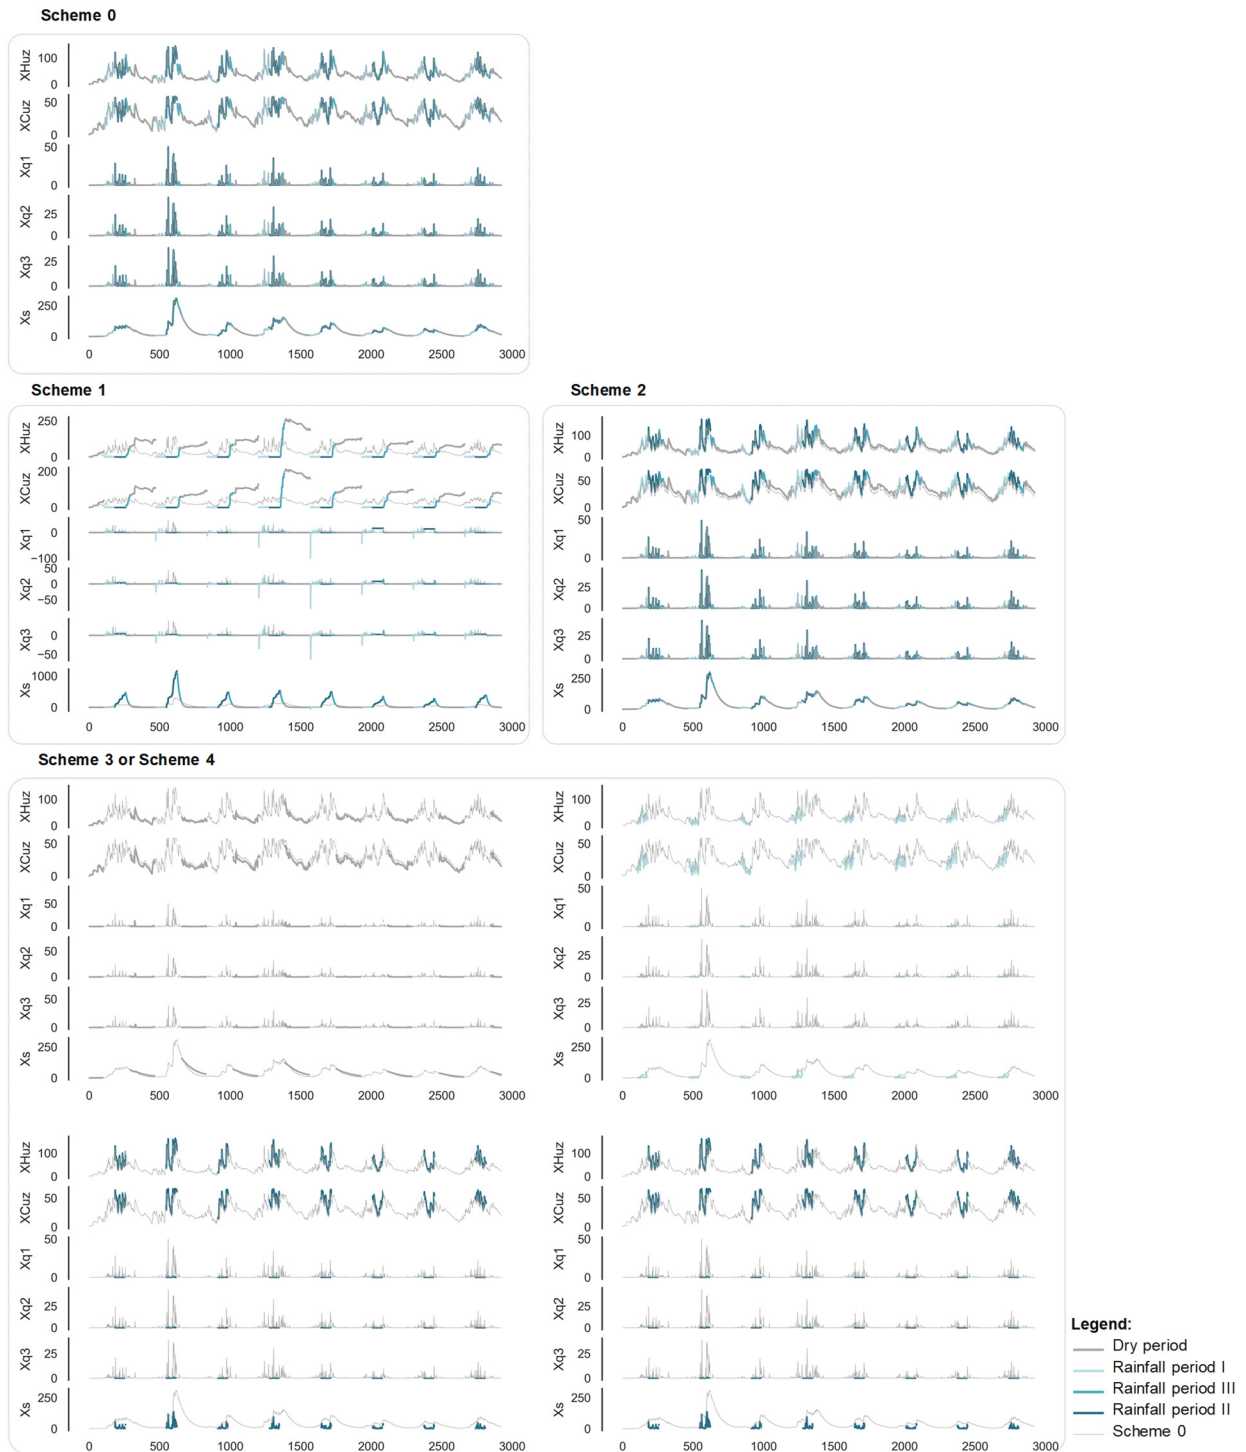 Scheme 0
XHuz
100
0
XCuz
50
0
Xq1
50
0
Xq2
25
0
Xq3
25
0
Xs
250
0
0 500 1000 1500 2000 2500 3000
Scheme 1
XHuz
250
0
XCuz
200
0
Xq1
0
−100
Xq2
50
0
−50
Xq3
0
−50
Xs
1000
0
0 500 1000 1500 2000 2500 3000
Scheme 2
XHuz
100
0
XCuz
50
0
Xq1
50
0
Xq2
25
0
Xq3
25
0
Xs
250
0
0 500 1000 1500 2000 2500 3000
Scheme 3 or Scheme 4
XHuz
100
0
XCuz
50
0
Xq1
50
0
Xq2
50
0
Xq3
50
0
Xs
250
0
0 500 1000 1500 2000 2500 3000
XHuz
100
0
XCuz
50
0
Xq1
50
0
Xq2
25
0
Xq3
25
0
Xs
250
0
0 500 1000 1500 2000 2500 3000
XHuz
100
0
XCuz
50
0
Xq1
50
0
Xq2
25
0
Xq3
25
0
Xs
250
0
0 500 1000 1500 2000 2500 3000
XHuz
100
0
XCuz
50
0
Xq1
50
0
Xq2
25
0
Xq3
25
0
Xs
250
0
0 500 1000 1500 2000 2500 3000
Legend:
Dry period
Rainfall period I
Rainfall period III
Rainfall period II
Scheme 0